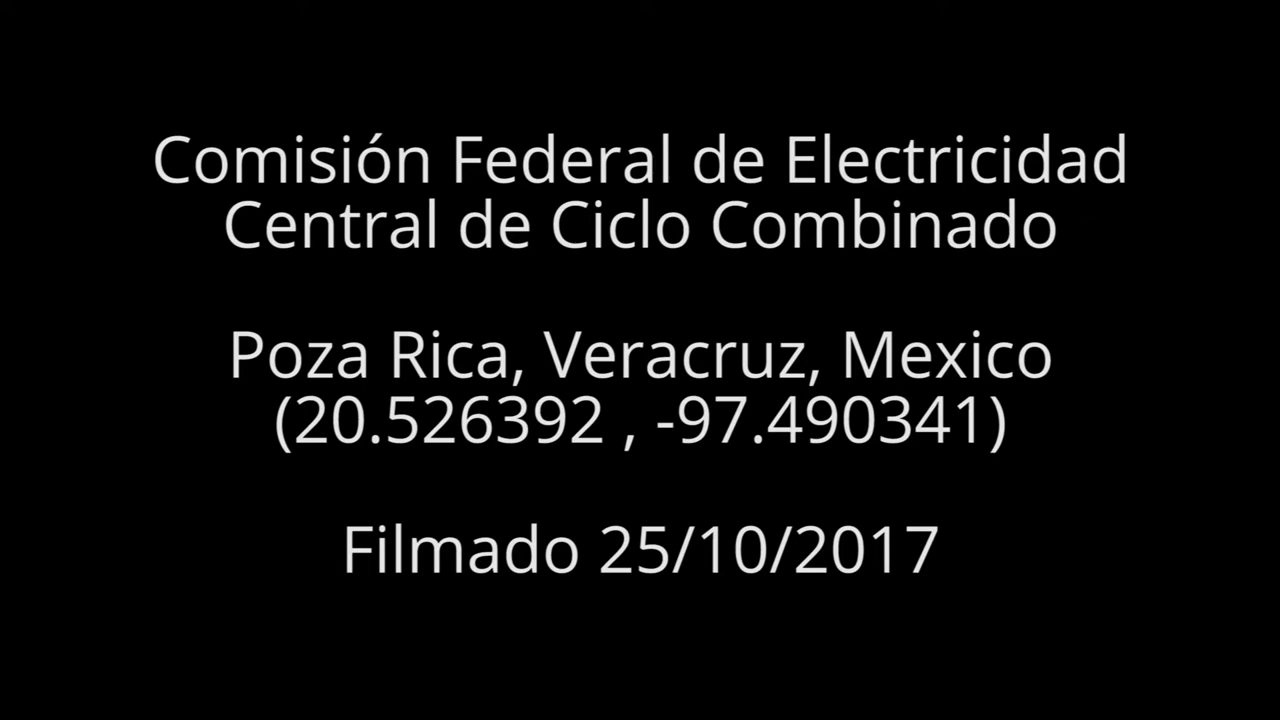 Comisión Federal de Electricidad
Central de Ciclo Combinado
Poza Rica, Veracruz, Mexico
(20.526392 , -97.490341)
Filmado 25/10/2017